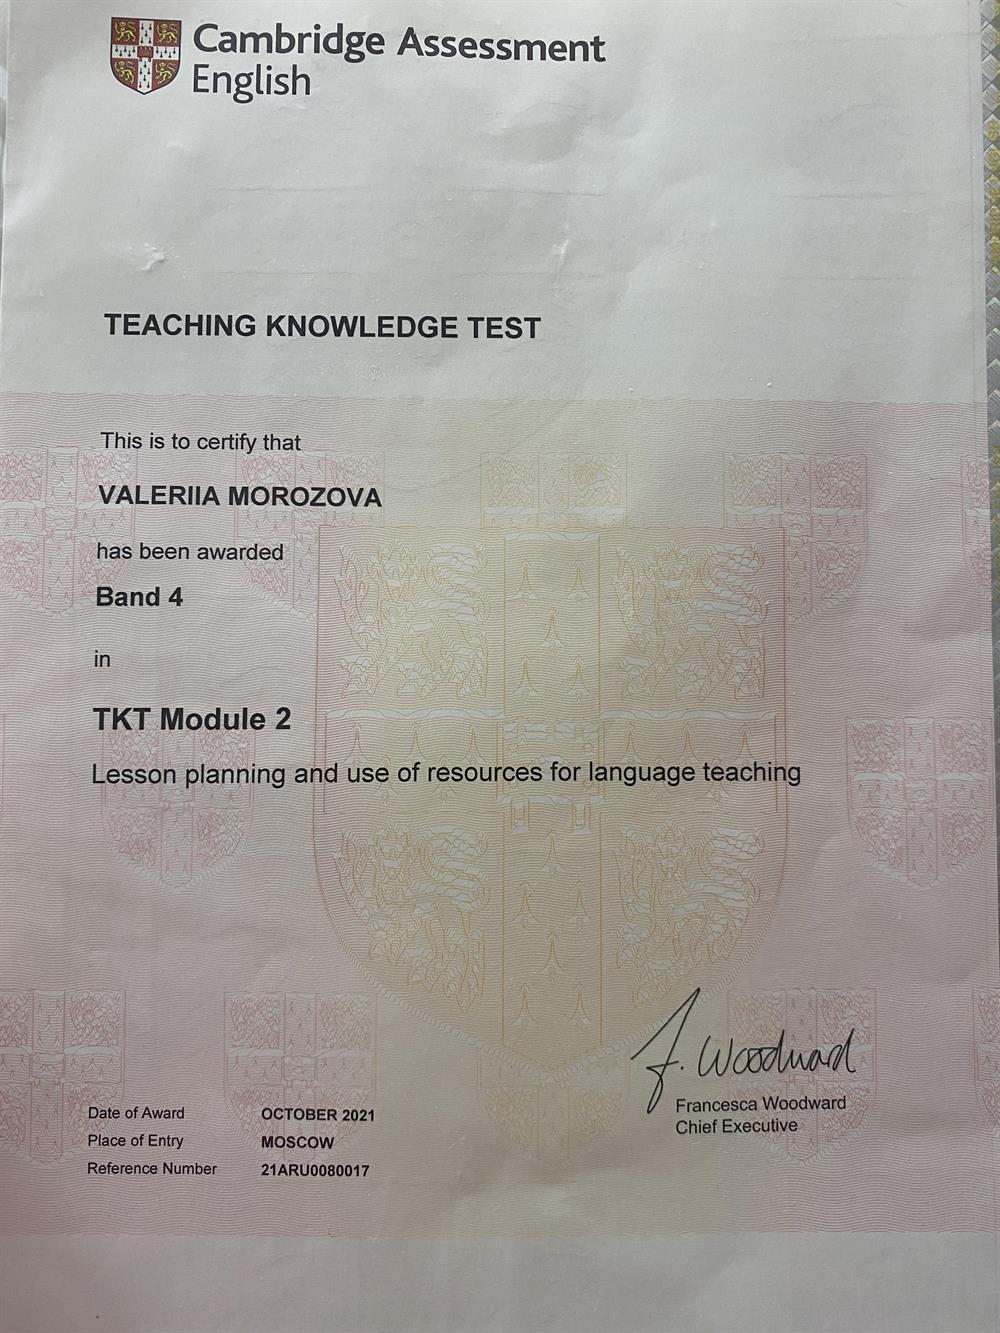 Cambridge Assessment
English
TEACHING KNOWLEDGE TEST
This is to certify that
VALERIIA MOROZOVA
has been awarded
Band 4
in
TKT Module 2
Lesson planning and use of resources for language teaching
F. Woodward
Francesca Woodward
Chief Executive
Date of Award OCTOBER 2021
Place of Entry MOSCOW
Reference Number 21ARU0080017